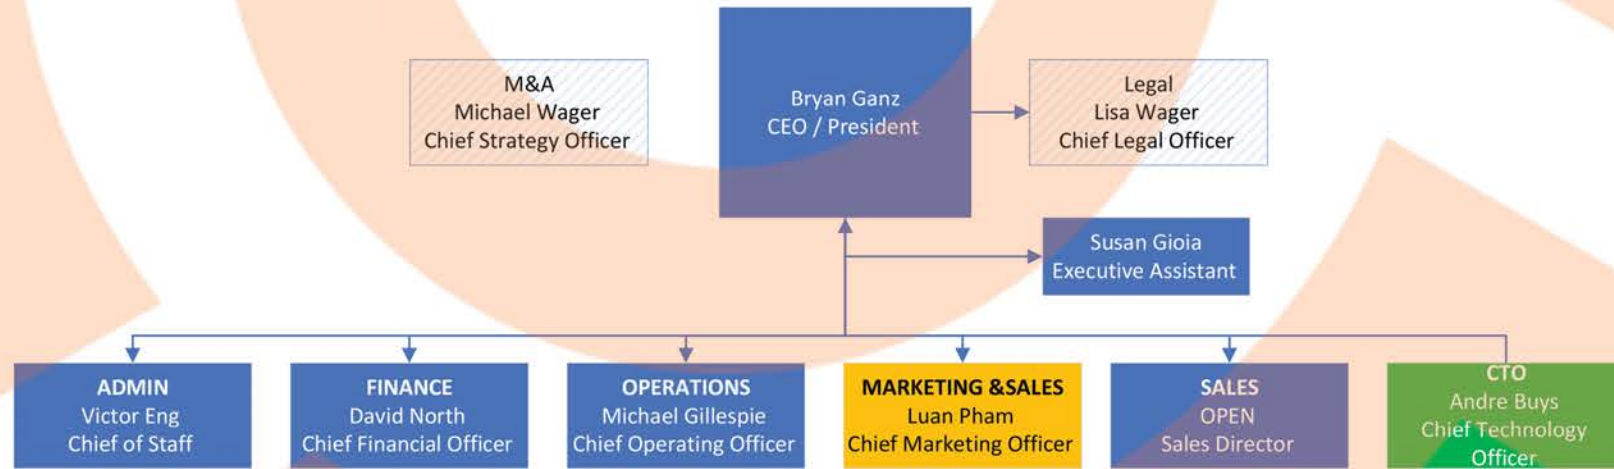 M&A
Michael Wager
Chief Strategy Officer
Bryan Ganz
CEO / President
Legal
Lisa Wager
Chief Legal Officer
Susan Gioia
Executive Assistant
ADMIN
Victor Eng
Chief of Staff
FINANCE
David North
Chief Financial Officer
OPERATIONS
Michael Gillespie
Chief Operating Officer
MARKETING &SALES
Luan Pham
Chief Marketing Officer
SALES
OPEN
Sales Director
CTO
Andre Buys
Chief Technology
Officer